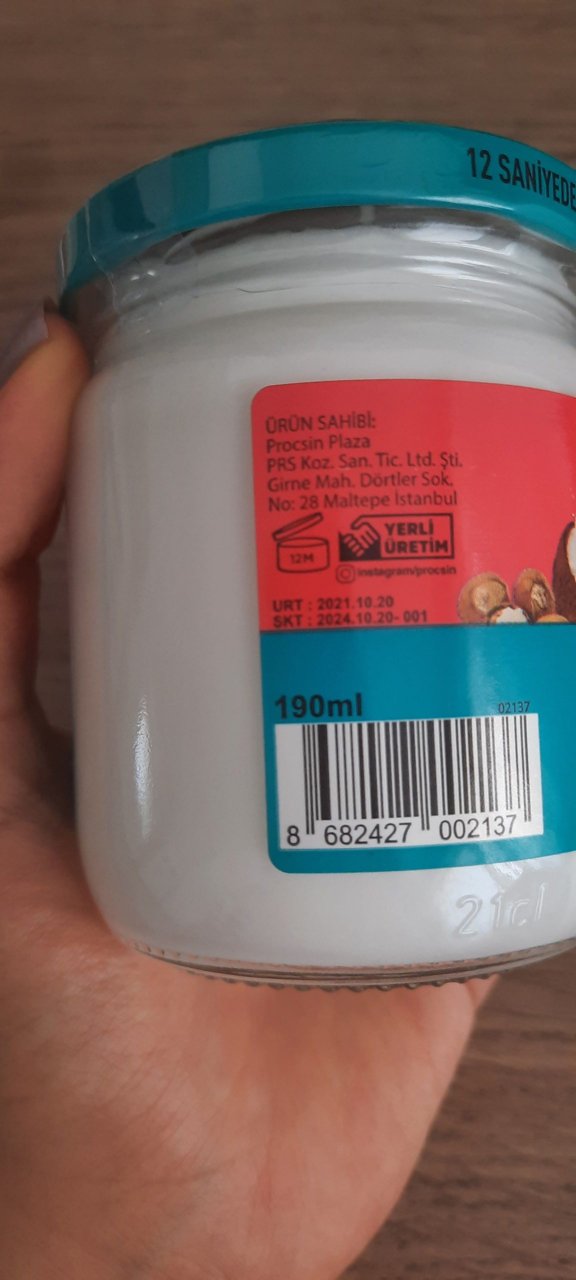 12 SANİYEDE
ÜRÜN SAHİBİ:
Procsin Plaza
PRS Koz. San. Tic. Ltd. Şti.
Girne Mah. Dörtler Sok.
No: 28 Maltepe İstanbul
12M
YERLİ
ÜRETİM
instagram/procsin
URT : 2021.10.20
SKT : 2024.10.20- 001
190ml
02137
8 682427 002137
21cl